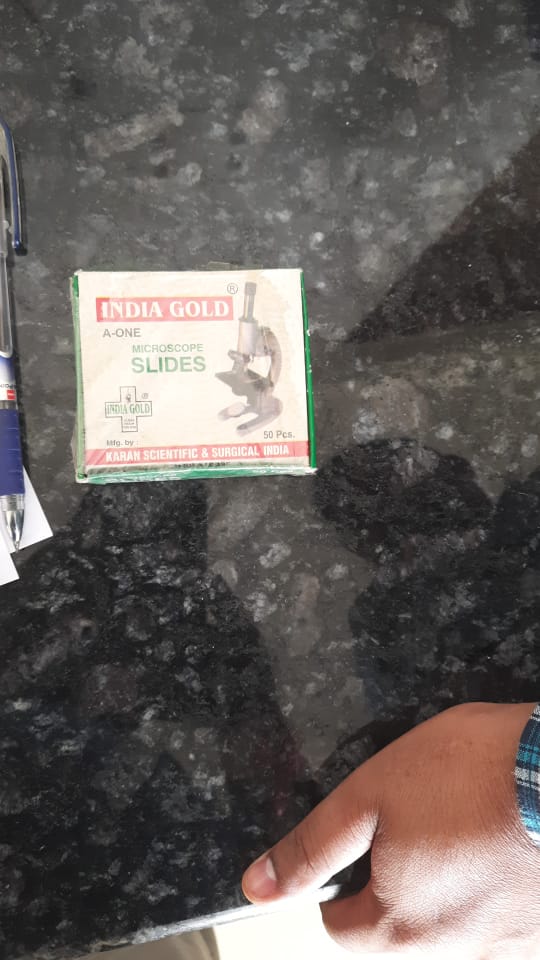 INDIA GOLD ®
A-ONE
MICROSCOPE
SLIDES
®
INDIA GOLD
50 Pcs.
Mfg. by :
KARAN SCIENTIFIC & SURGICAL INDIA